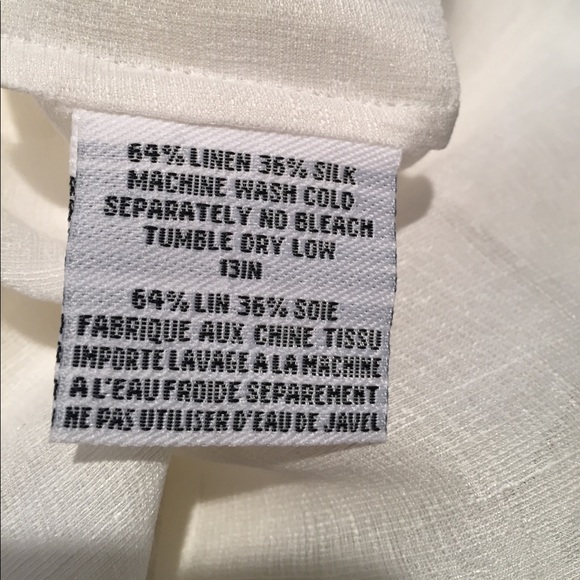 64% LINEN 36% SILK
MACHINE WASH COLD
SEPARATELY NO BLEACH
TUMBLE DRY LOW
13IN
64% LIN 36% SOIE
FABRIQUE AUX CHINE TISSU
IMPORTE LAVAGE A LA MACHINE
A L'EAU FROIDE SEPAREMENT
NE PAS UTILISER D'EAU DE JAVEL